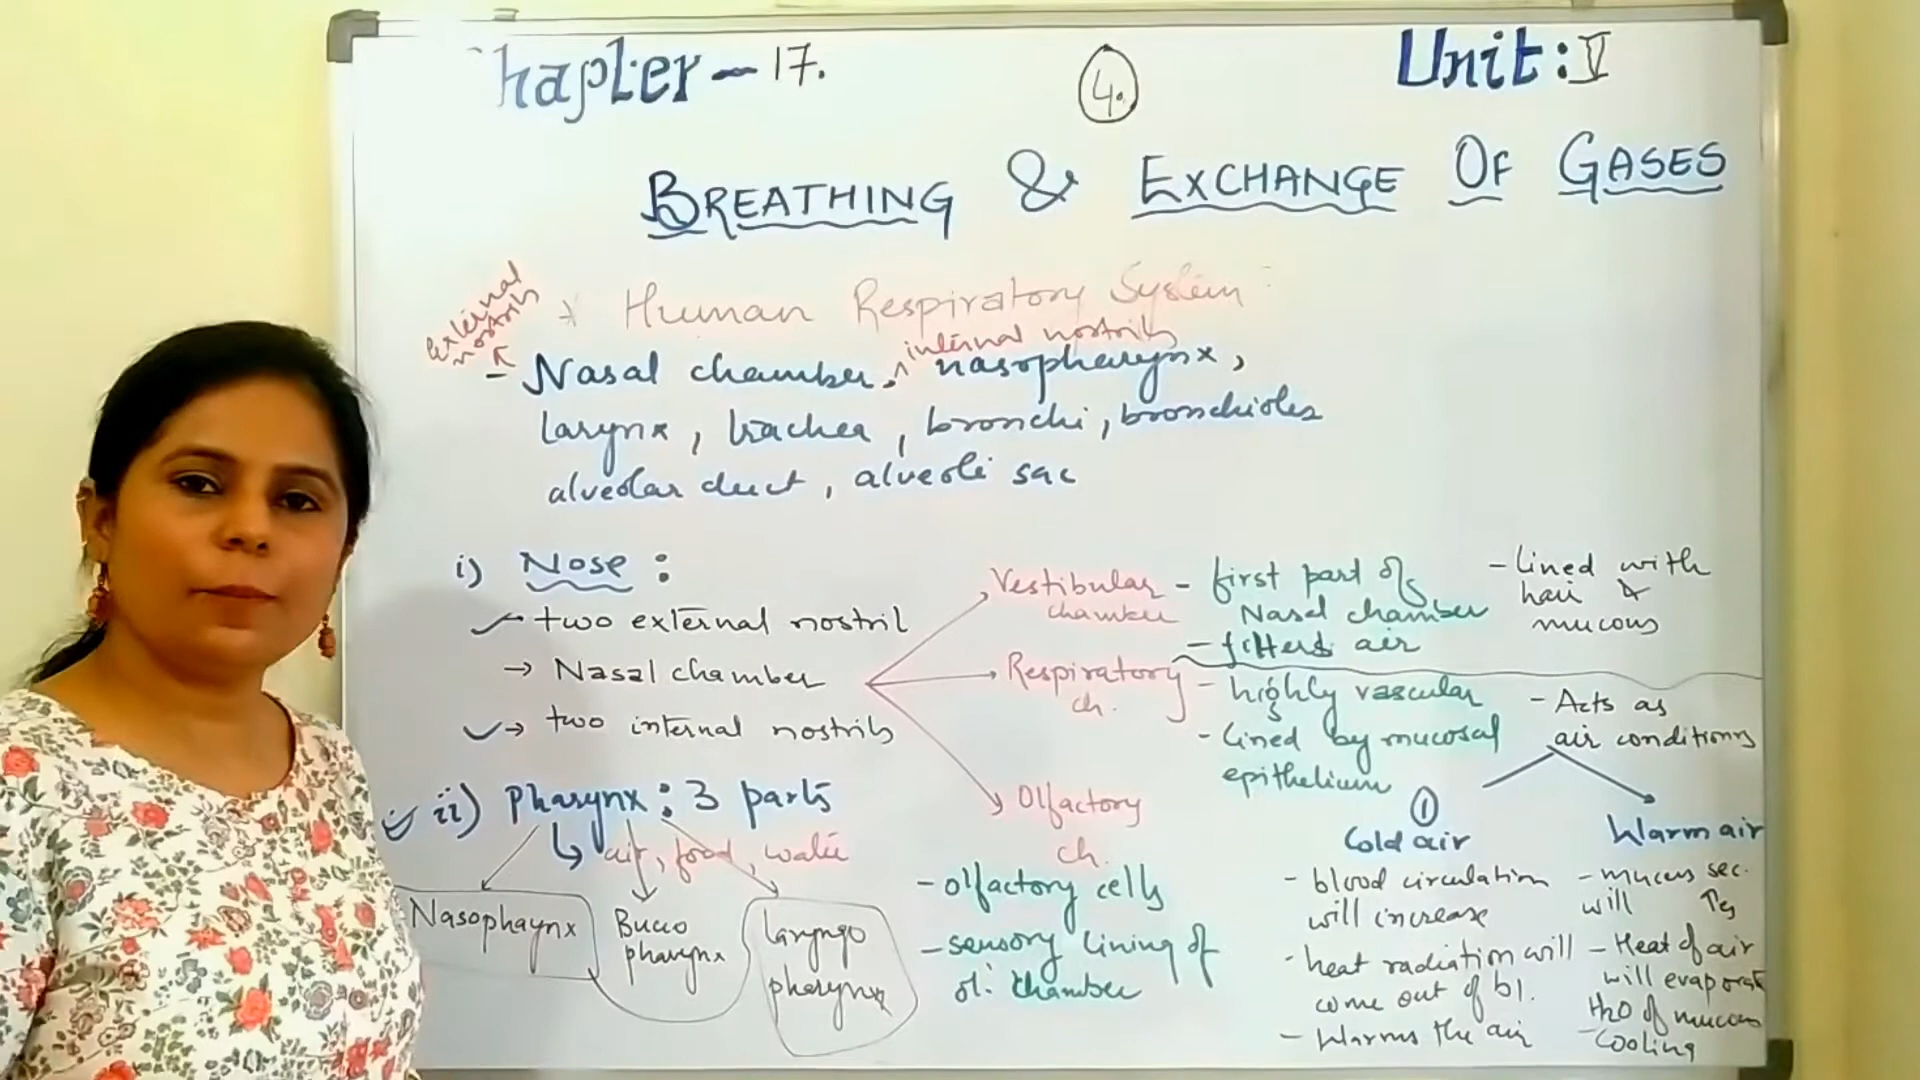 Chapter - 17.
4.
Unit : V
BREATHING & EXCHANGE OF GASES
Human Respiratory System :
external
nostrils
internal nostrils
- Nasal chamber, nasopharynx,
larynx, trachea, bronchi, bronchioles
alveolar duct, alveoli sac
i) Nose :
two external nostril
→ Nasal chamber
→ two internal nostrils
Vestibular
chamber
- first part of
Nasal chamber
- filters air
- Lined with
hair &
mucous
Respiratory
ch.
- highly vascular
- Lined by mucosal
epithelium
- Acts as
air conditions
Olfactory
ch.
- olfactory cells
- sensory lining of
ol. chamber
① Cold air
- blood circulation
will increase
- heat radiation will
come out of bl.
- Warms the air
Warm air
- mucus sec.
will ↑es
- Heat of air
will evaporate
H2O of mucous
- Cooling
ii) Pharynx : 3 parts
air, food, water
Nasophaynx
Bucco
pharynx
Laryngo
pharynx